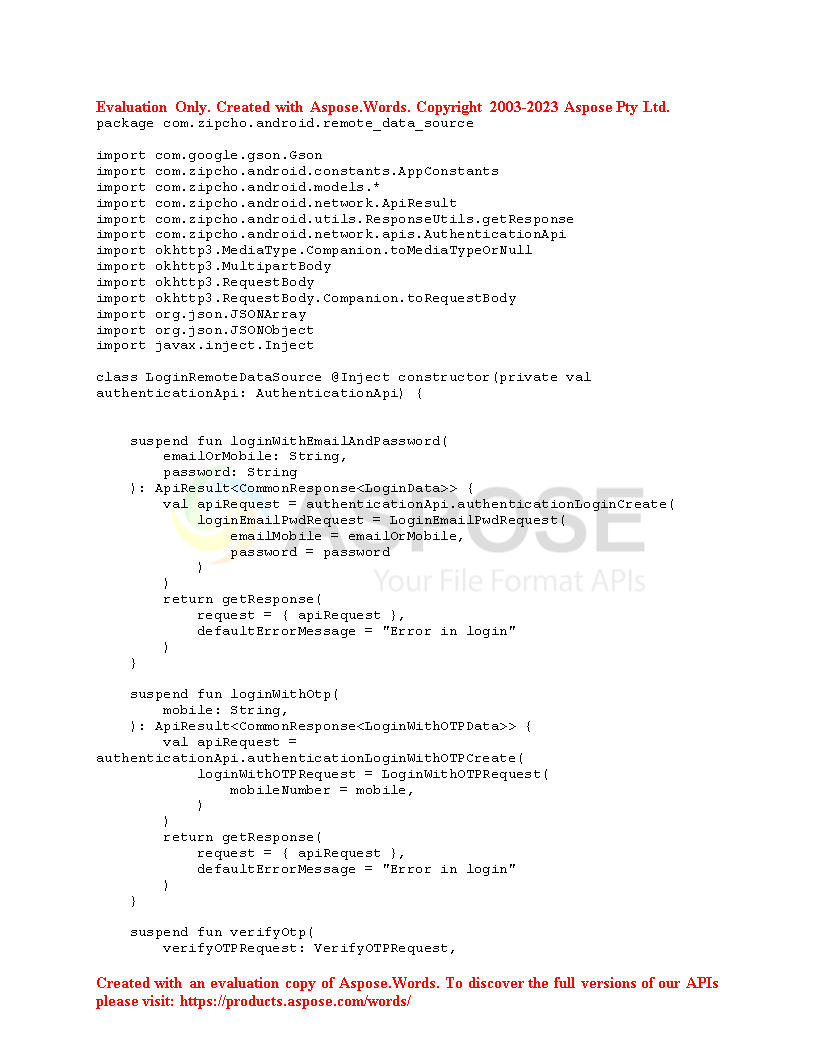 Evaluation Only. Created with Aspose.Words. Copyright 2003-2023 Aspose Pty Ltd.
package com.zipcho.android.remote_data_source

import com.google.gson.Gson
import com.zipcho.android.constants.AppConstants
import com.zipcho.android.models.*
import com.zipcho.android.network.ApiResult
import com.zipcho.android.utils.ResponseUtils.getResponse
import com.zipcho.android.network.apis.AuthenticationApi
import okhttp3.MediaType.Companion.toMediaTypeOrNull
import okhttp3.MultipartBody
import okhttp3.RequestBody
import okhttp3.RequestBody.Companion.toRequestBody
import org.json.JSONArray
import org.json.JSONObject
import javax.inject.Inject

class LoginRemoteDataSource @Inject constructor(private val
authenticationApi: AuthenticationApi) {

    suspend fun loginWithEmailAndPassword(
        emailOrMobile: String,
        password: String
    ): ApiResult<CommonResponse<LoginData>> {
        val apiRequest = authenticationApi.authenticationLoginCreate(
            loginEmailPwdRequest = LoginEmailPwdRequest(
                emailMobile = emailOrMobile,
                password = password
            )
        )
        return getResponse(
            request = { apiRequest },
            defaultErrorMessage = "Error in login"
        )
    }

    suspend fun loginWithOtp(
        mobile: String,
    ): ApiResult<CommonResponse<LoginWithOTPData>> {
        val apiRequest =
authenticationApi.authenticationLoginWithOTPCreate(
            loginWithOTPRequest = LoginWithOTPRequest(
                mobileNumber = mobile,
            )
        )
        return getResponse(
            request = { apiRequest },
            defaultErrorMessage = "Error in login"
        )
    }

    suspend fun verifyOtp(
        verifyOTPRequest: VerifyOTPRequest,

ASPOSE
Your File Format APIs
Created with an evaluation copy of Aspose.Words. To discover the full versions of our APIs
please visit: https://products.aspose.com/words/